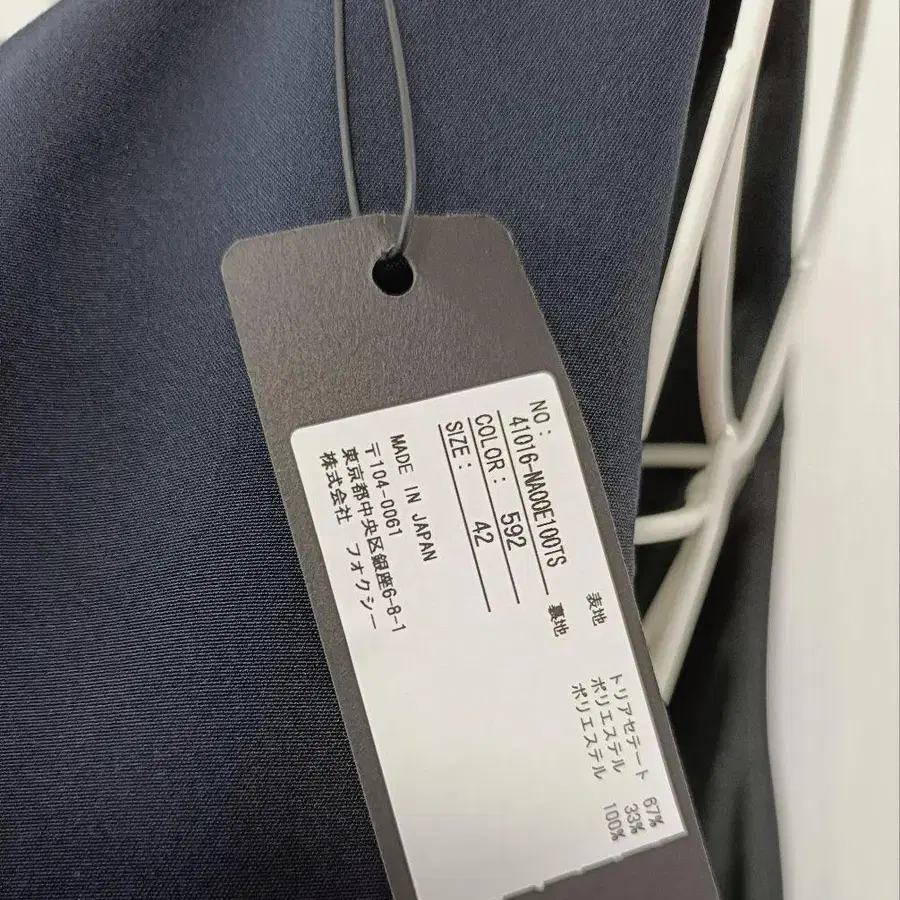 NO: 41016-NA00E100TS
COLOR: 592
SIZE: 42
表地 トリアセテート 67%
ポリエステル 33%
裏地 ポリエステル 100%
MADE IN JAPAN
〒104-0061
東京都中央区銀座6-8-1
株式会社 フォクシー